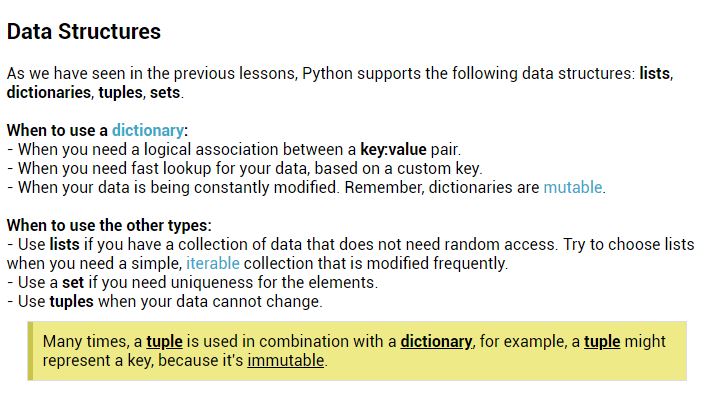 Data Structures
As we have seen in the previous lessons, Python supports the following data structures: lists,
dictionaries, tuples, sets.
When to use a dictionary:
- When you need a logical association between a key:value pair.
- When you need fast lookup for your data, based on a custom key.
- When your data is being constantly modified. Remember, dictionaries are mutable.
When to use the other types:
- Use lists if you have a collection of data that does not need random access. Try to choose lists
when you need a simple, iterable collection that is modified frequently.
- Use a set if you need uniqueness for the elements.
- Use tuples when your data cannot change.
Many times, a tuple is used in combination with a dictionary, for example, a tuple might
represent a key, because it's immutable.